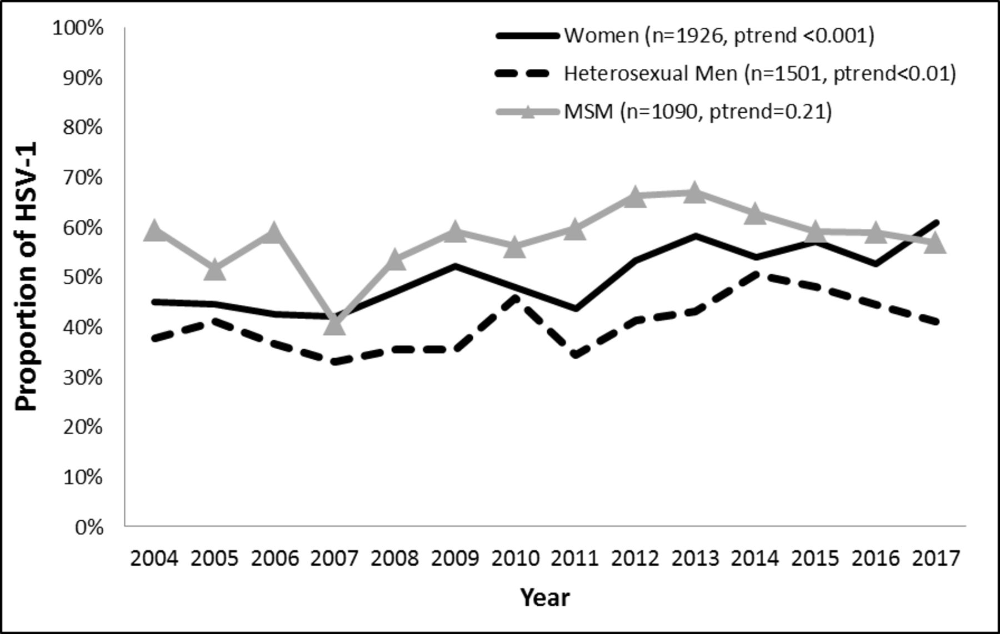 100%
90%
80%
70%
60%
50%
40%
30%
20%
10%
0%
Proportion of HSV-1
Women (n=1926, ptrend <0.001)
Heterosexual Men (n=1501, ptrend<0.01)
MSM (n=1090, ptrend=0.21)
2004 2005 2006 2007 2008 2009 2010 2011 2012 2013 2014 2015 2016 2017
Year